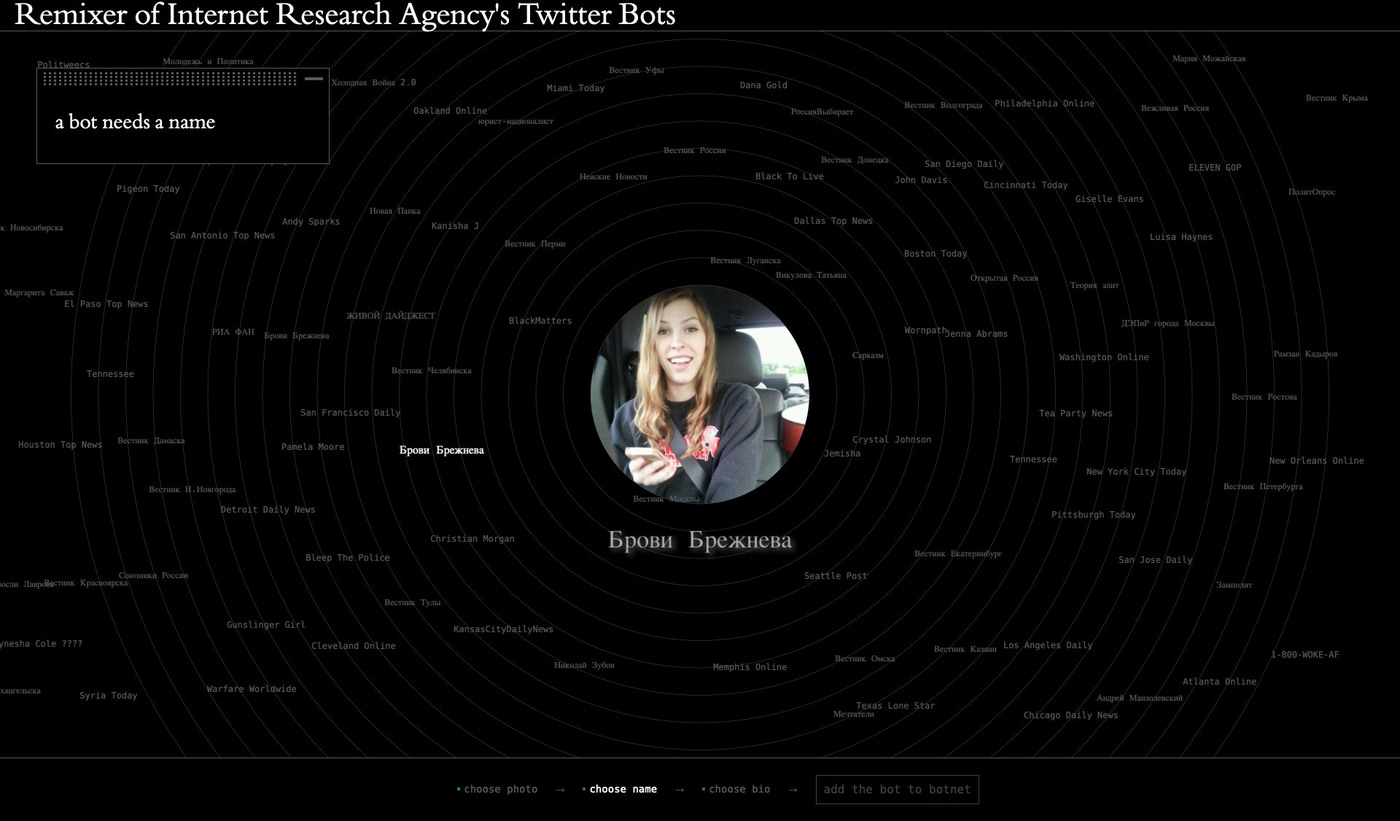 Remixer of Internet Research Agency's Twitter Bots
Молодежь и Политика
Мария Можайская
Politweecs
Вестник Уфы
Холодная Война 2.0
Miami Today
Dana Gold
Вестник Крыма
Вестник Волгограда
Philadelphia Online
Вежливая Россия
Oakland Online
РоссияВыбирает
юрист-националист
a bot needs a name
Вестник России
Вестник Донецка
San Diego Daily
ELEVEN GOP
Невские Новости
Black To Live
John Davis
Cincinnati Today
Pigeon Today
ПолитОпрос
Giselle Evans
Новая Папка
Andy Sparks
Kanisha J
Dallas Top News
к Новосибирска
San Antonio Top News
Luisa Haynes
Вестник Перми
Boston Today
Вестник Луганска
Викулова Татьяна
Открытая Россия
Теория элит
Маргарита Саваж
El Paso Top News
ЖИВОЙ ДАЙДЖЕСТ
BlackMatters
ДЭПиР города Москвы
РИА ФАН
Брови Брежнева
Wornpath
Jenna Abrams
Сарказм
Washington Online
Рамзан Кадыров
Tennessee
Вестник Челябинска
Вестник Ростова
San Francisco Daily
Tea Party News
Houston Top News
Вестник Дамаска
Pamela Moore
Брови Брежнева
Crystal Johnson
Jemisha
Tennessee
New Orleans Online
New York City Today
Вестник Н.Новгорода
Вестник Петербурга
Вестник Москвы
Detroit Daily News
Pittsburgh Today
Christian Morgan
Брови Брежнева
Bleep The Police
Вестник Екатеринбург
San Jose Daily
Союзники России
Seattle Post
Вестник Красноярска
Замполит
Вестник Тулы
Gunslinger Girl
KansasCityDailyNews
ynesha Cole ????
Cleveland Online
Вестник Казани
Los Angeles Daily
1-800-WOKE-AF
Николай Зубов
Memphis Online
Вестник Омска
Atlanta Online
хангельска
Syria Today
Warfare Worldwide
Андрей Манзолевский
Texas Lone Star
Мечтатели
Chicago Daily News
choose photo → choose name → choose bio → add the bot to botnet